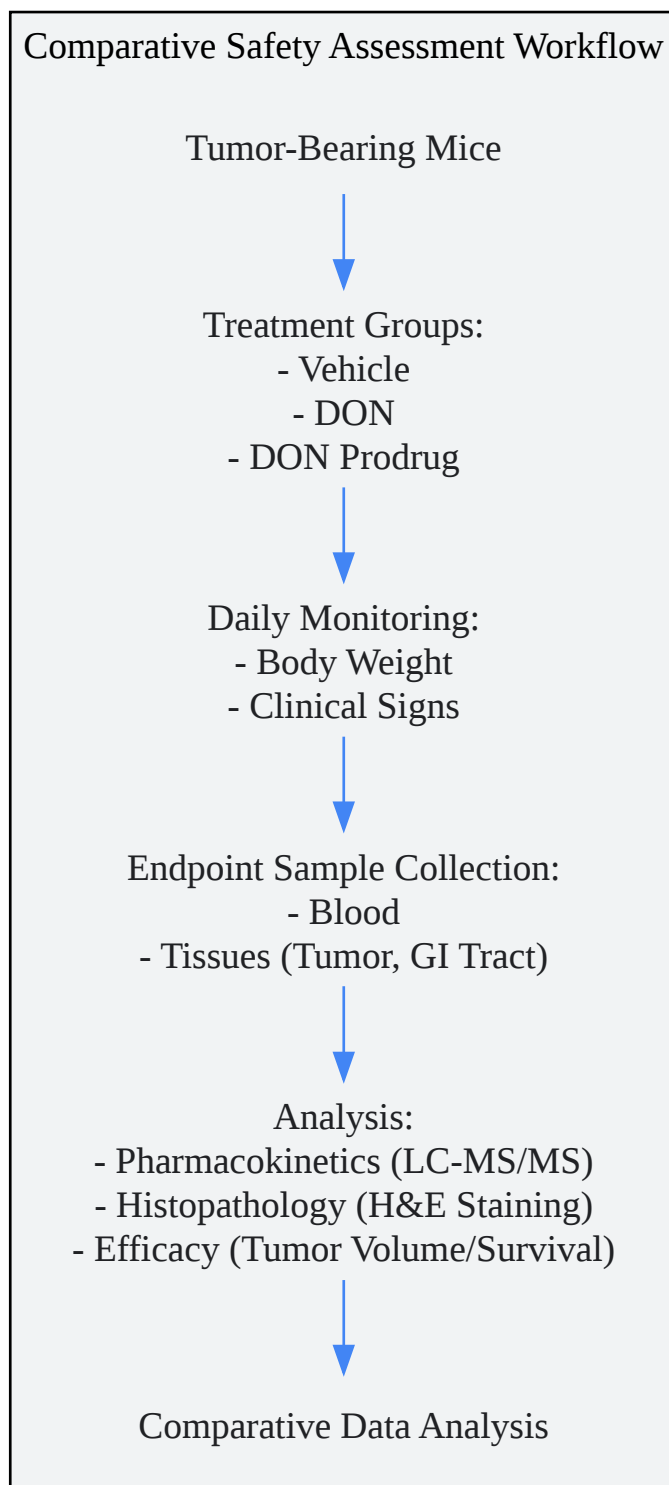 Comparative Safety Assessment Workflow
Tumor-Bearing Mice
Treatment Groups:
- Vehicle
- DON
- DON Prodrug
Daily Monitoring:
- Body Weight
- Clinical Signs
Endpoint Sample Collection:
- Blood
- Tissues (Tumor, GI Tract)
Analysis:
- Pharmacokinetics (LC-MS/MS)
- Histopathology (H&E Staining)
- Efficacy (Tumor Volume/Survival)
Comparative Data Analysis